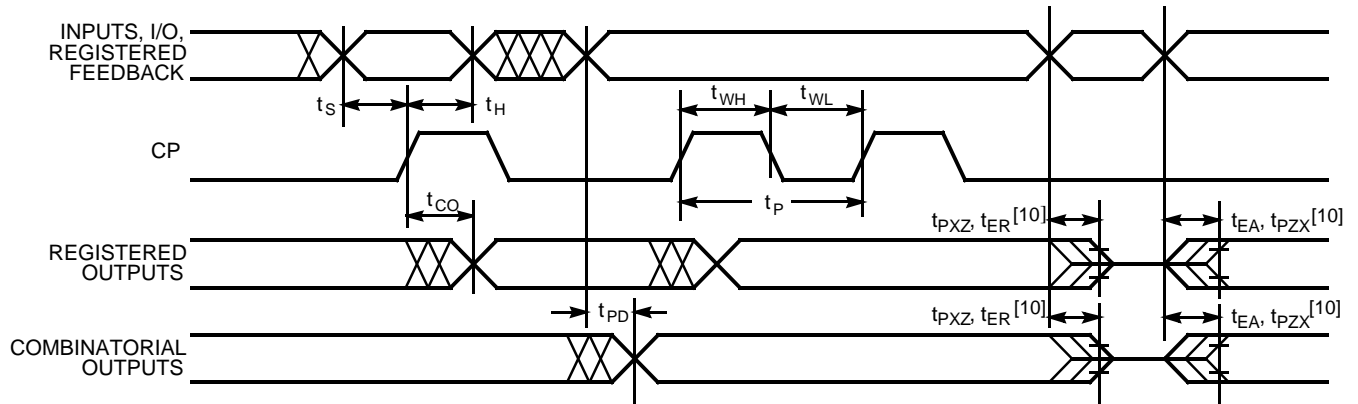 INPUTS, I/O,
REGISTERED
FEEDBACK
tS
tH
tWH
tWL
CP
tCO
tP
tPXZ, tER[10]
tEA, tPZX[10]
REGISTERED
OUTPUTS
tPD
tPXZ, tER[10]
tEA, tPZX[10]
COMBINATORIAL
OUTPUTS